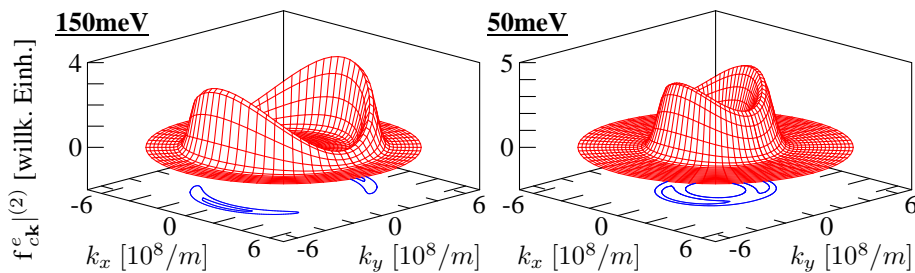 150meV
50meV
f^e_{ck}|^{(2)} [willk. Einh.]
4
0
5
0
-6
0
6
-6
0
6
-6
0
6
-6
0
6
k_x [10^8/m]
k_y [10^8/m]
k_x [10^8/m]
k_y [10^8/m]